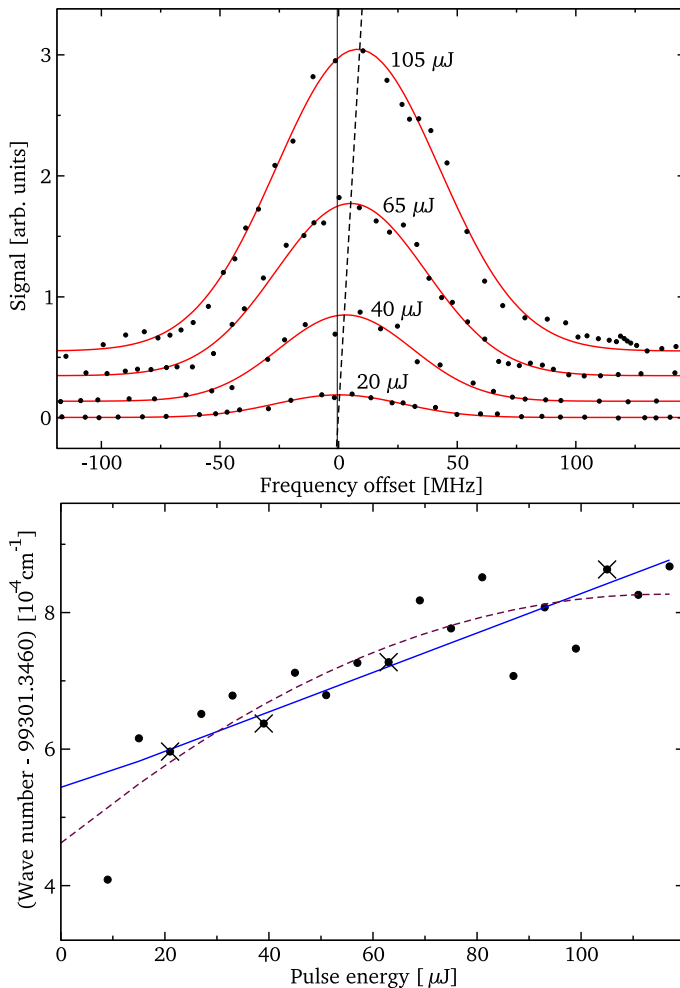 3
2
1
0
Signal [arb. units]
105 μJ
65 μJ
40 μJ
20 μJ
-100
-50
0
50
100
Frequency offset [MHz]
(Wave number - 99301.3460) [10⁻⁴cm⁻¹]
8
6
4
0
20
40
60
80
100
Pulse energy [ μJ]